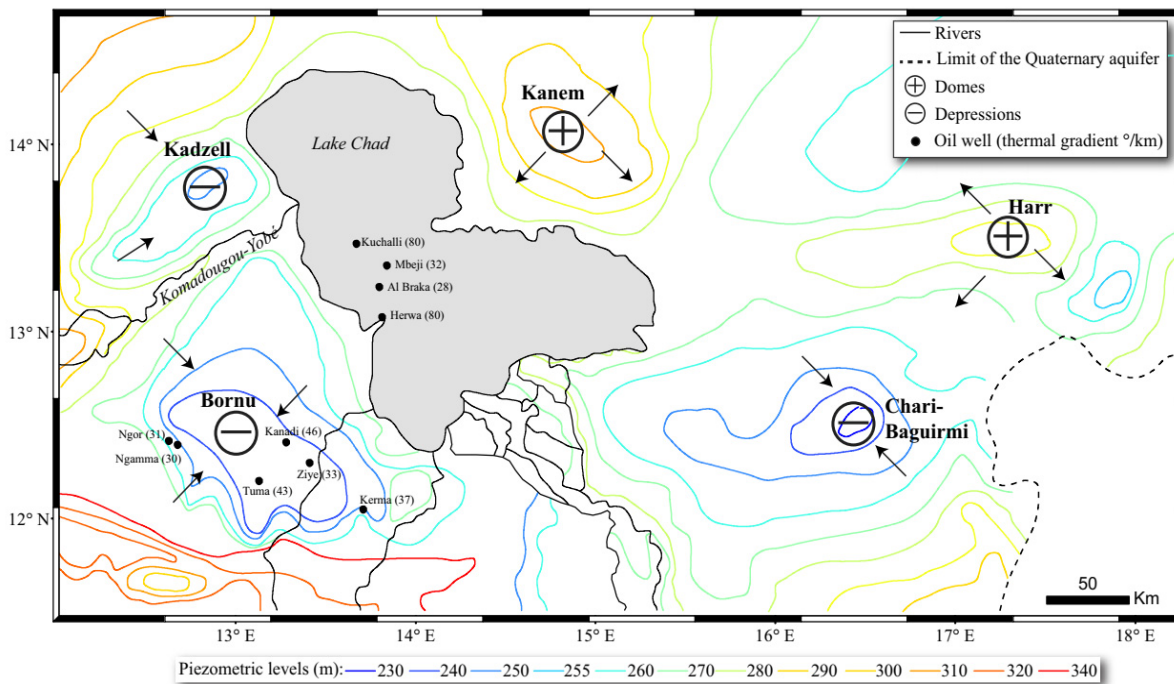 Rivers
Limit of the Quaternary aquifer
Domes
Depressions
Oil well (thermal gradient °/km)
Kanem
Lake Chad
14° N
Kadzell
Harr
Kuchalli (80)
Mbeji (32)
Komadougou-Yobé
Al Braka (28)
Herwa (80)
13° N
Bornu
Chari-
Baguirmi
Kanadi (46)
Ngor (31)
Ngamma (30)
Ziye (33)
Tuma (43)
Kerma (37)
12° N
50
Km
13° E
14° E
15° E
16° E
17° E
18° E
Piezometric levels (m): 230 240 250 255 260 270 280 290 300 310 320 340